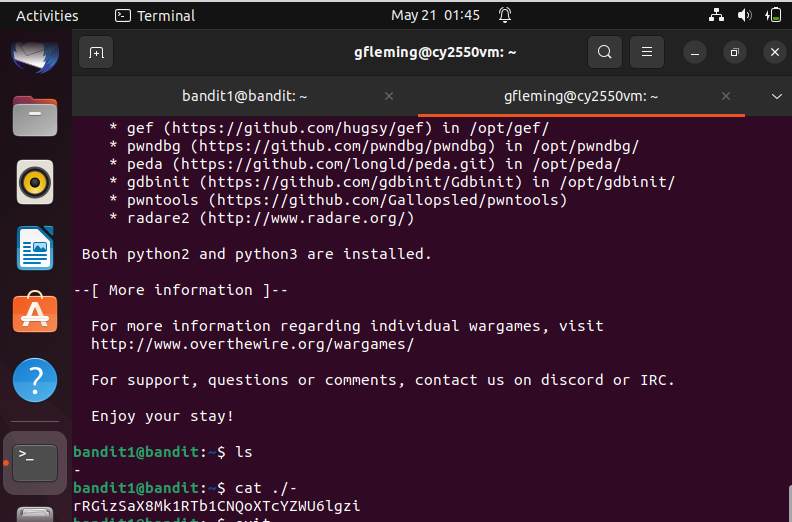 Activities
Terminal
May 21 01:45
gfleming@cy2550vm: ~
bandit1@bandit: ~
gfleming@cy2550vm: ~
* gef (https://github.com/hugsy/gef) in /opt/gef/
* pwndbg (https://github.com/pwndbg/pwndbg) in /opt/pwndbg/
* peda (https://github.com/longld/peda.git) in /opt/peda/
* gdbinit (https://github.com/gdbinit/Gdbinit) in /opt/gdbinit/
* pwntools (https://github.com/Gallopsled/pwntools)
* radare2 (http://www.radare.org/)
Both python2 and python3 are installed.
--[ More information ]--
For more information regarding individual wargames, visit
http://www.overthewire.org/wargames/
For support, questions or comments, contact us on discord or IRC.
Enjoy your stay!
bandit1@bandit:~$ ls
-
bandit1@bandit:~$ cat ./-
rRGizSaX8Mk1RTb1CNQoXTcYZWU6lgzi
bandit1@bandit:~$ exit